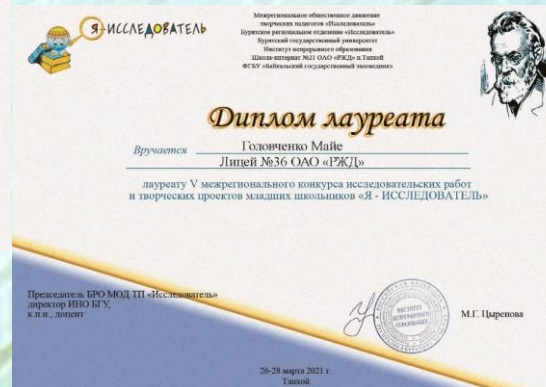 Я-ИССЛЕДОВАТЕЛЬ
Межрегиональное общественное движение
творческих педагогов «Исследователь»
Бурятское региональное отделение «Исследователь»
Бурятский государственный университет
Институт непрерывного образования
Школа-интернат №21 ОАО «РЖД» п.Танхой
ФГБУ «Байкальский государственный заповедник»
Диплом лауреата
Вручается Головченко Майе
Лицей №36 ОАО «РЖД»
лауреату V межрегионального конкурса исследовательских работ
и творческих проектов младших школьников «Я - ИССЛЕДОВАТЕЛЬ»
Председатель БРО МОД ТП «Исследователь»
директор ИНО БГУ,
к.п.н., доцент
ИНСТИТУТ
НЕПРЕРЫВНОГО
ОБРАЗОВАНИЯ
М.Г. Цыренова
26-28 марта 2021 г.
Танхой